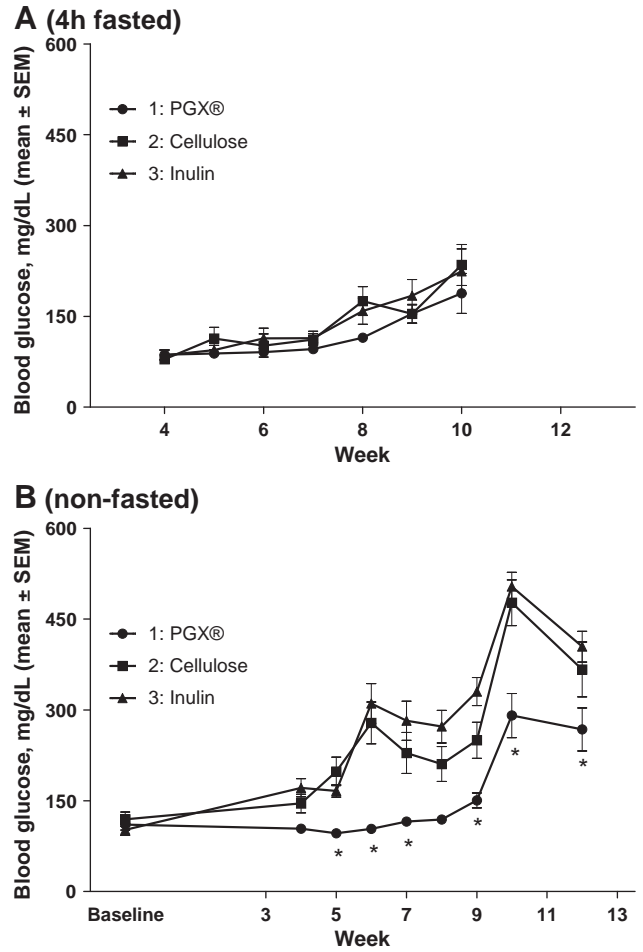 A (4h fasted)
600
450
300
150
0
Blood glucose, mg/dL (mean ± SEM)
1: PGX®
2: Cellulose
3: Inulin
4 6 8 10 12
Week
B (non-fasted)
600
450
300
150
0
Blood glucose, mg/dL (mean ± SEM)
1: PGX®
2: Cellulose
3: Inulin
* * * * * *
Baseline 3 5 7 9 11 13
Week